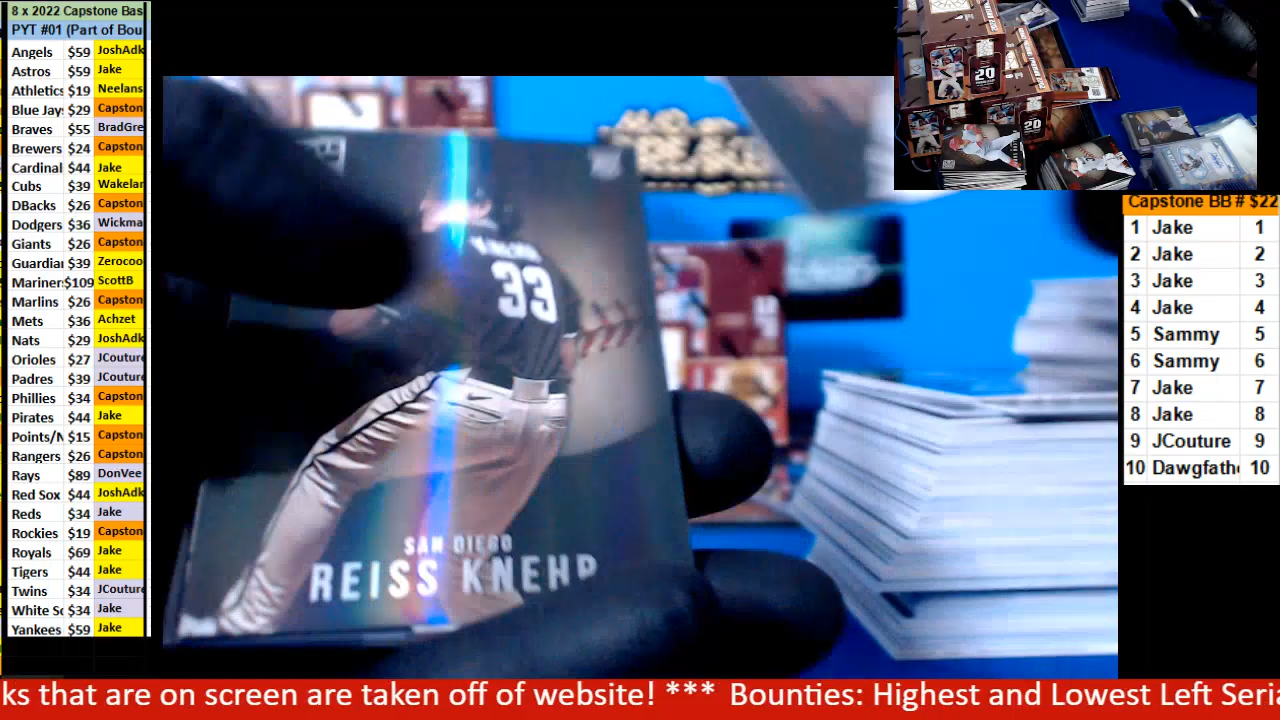 8 x 2022 Capstone Bas
PYT #01 (Part of Bou
Angels $59 JoshAdk
Astros $59 Jake
Athletics $19 Neelans
Blue Jays $29 Capston
Braves $55 BradGre
Brewers $24 Capston
Cardinal $44 Jake
Cubs $39 Wakelan
DBacks $26 Capston
Dodgers $36 Wickma
Giants $26 Capston
Guardian $39 Zerocoo
Mariners $109 ScottB
Marlins $26 Capston
Mets $36 Achzet
Nats $29 JoshAdk
Orioles $27 JCouture
Padres $39 JCouture
Phillies $34 Capston
Pirates $44 Jake
Points/N $15 Capston
Rangers $26 Capston
Rays $89 DonVee
Red Sox $44 JoshAdk
Reds $34 Jake
Rockies $19 Capston
Royals $69 Jake
Tigers $44 Jake
Twins $34 JCouture
White So $34 Jake
Yankees $59 Jake
33
SAN DIEGO
REISS KNEHR
20
20
Capstone BB # $22
1 Jake 1
2 Jake 2
3 Jake 3
4 Jake 4
5 Sammy 5
6 Sammy 6
7 Jake 7
8 Jake 8
9 JCouture 9
10 Dawgfath 10
ks that are on screen are taken off of website! *** Bounties: Highest and Lowest Left Seria